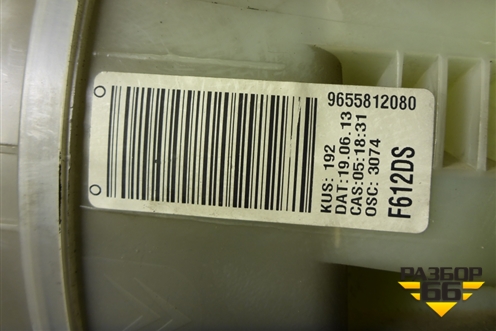 9655812080
KUS: 192
DAT:19.06.13
CAS:05:18:31
OSC: 3074
F612DS
РАЗБОР
66